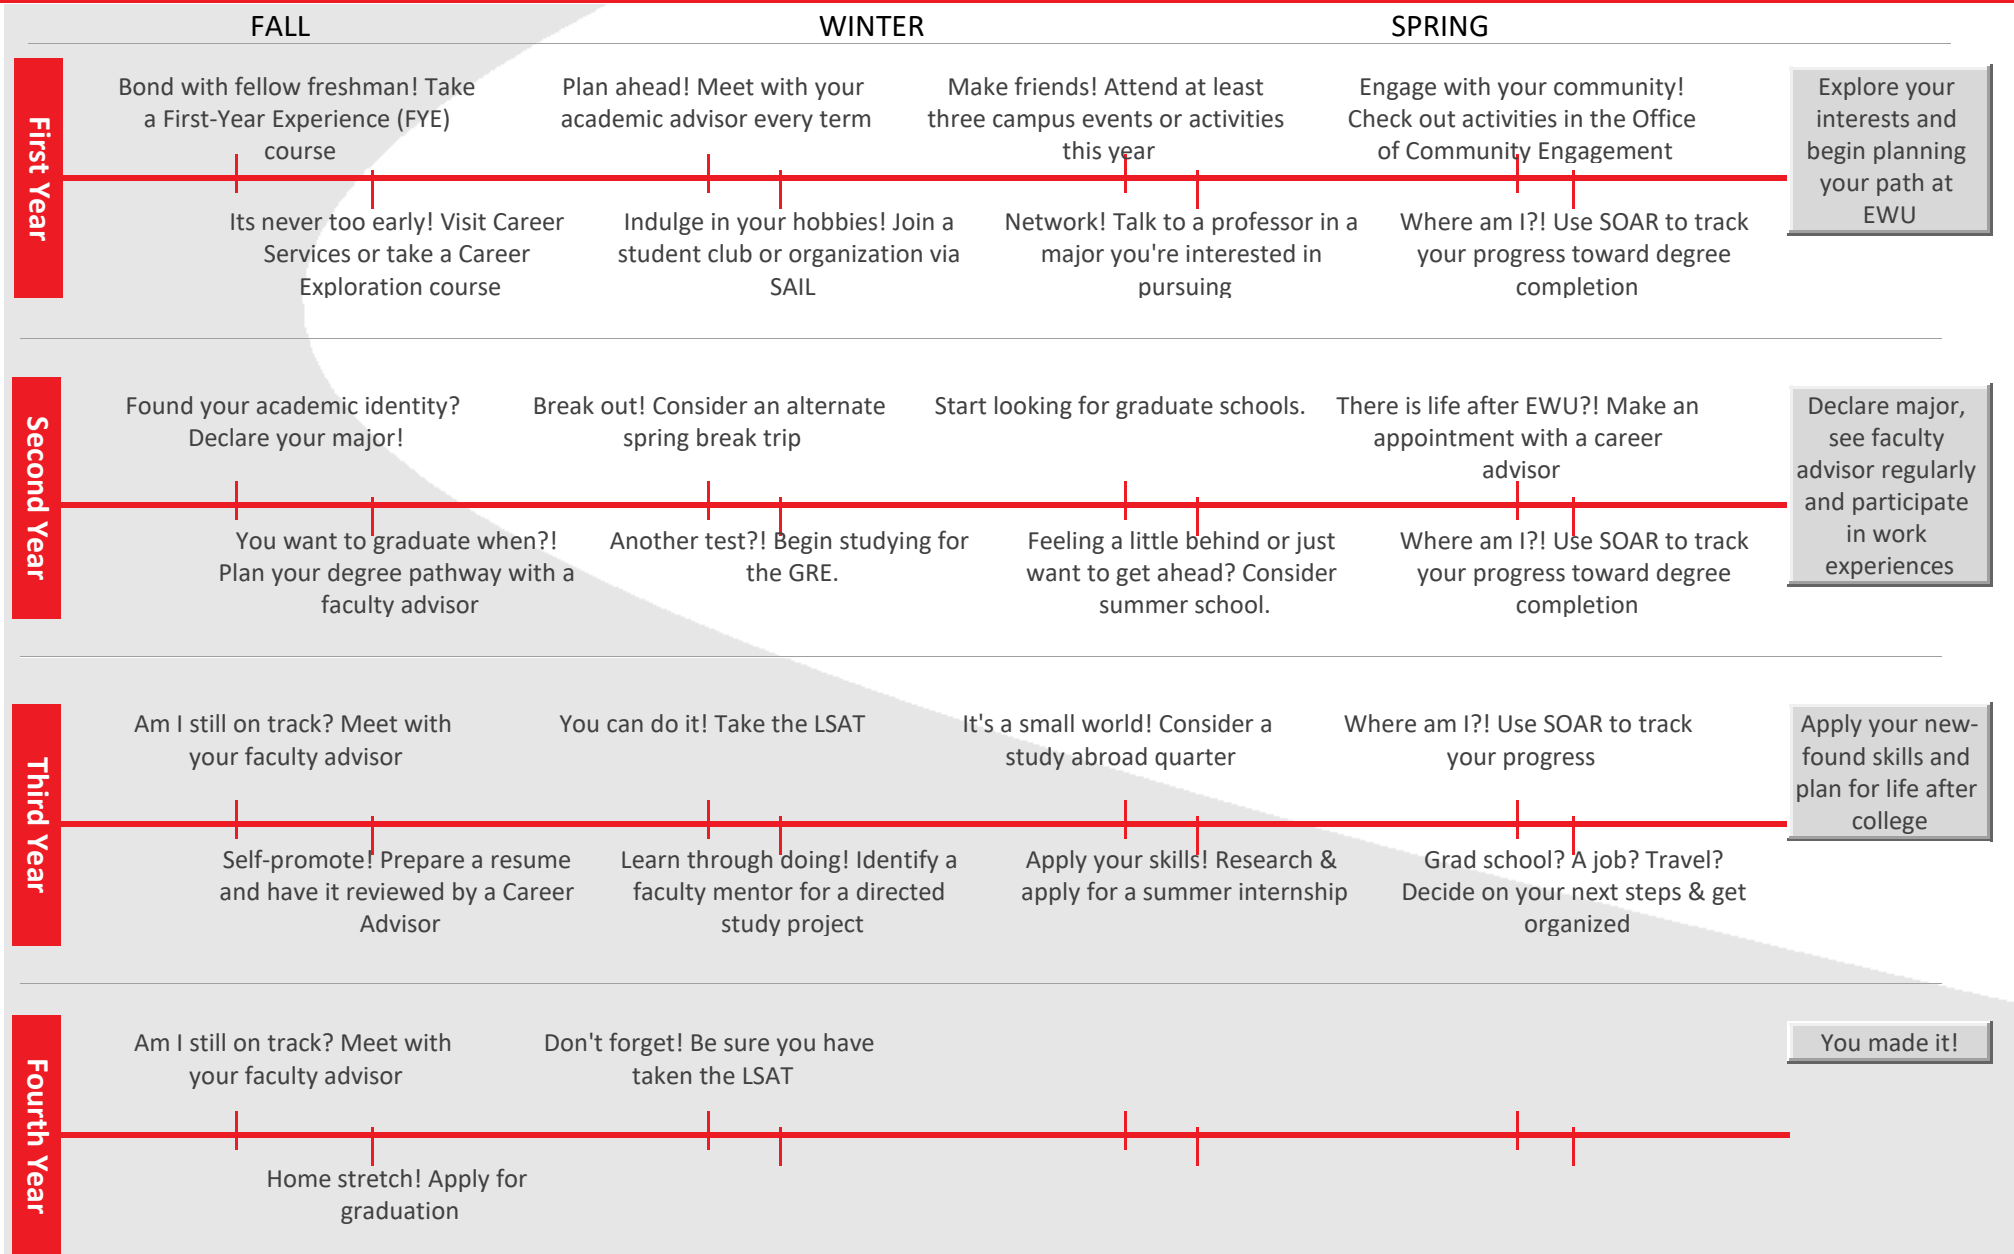 FALL
WINTER
SPRING
First Year
Bond with fellow freshman! Take
a First-Year Experience (FYE)
course
Plan ahead! Meet with your
academic advisor every term
Make friends! Attend at least
three campus events or activities
this year
Engage with your community!
Check out activities in the Office
of Community Engagement
Its never too early! Visit Career
Services or take a Career
Exploration course
Indulge in your hobbies! Join a
student club or organization via
SAIL
Network! Talk to a professor in a
major you're interested in
pursuing
Where am I?! Use SOAR to track
your progress toward degree
completion
Explore your
interests and
begin planning
your path at
EWU
Second Year
Found your academic identity?
Declare your major!
Break out! Consider an alternate
spring break trip
Start looking for graduate schools.
There is life after EWU?! Make an
appointment with a career
advisor
You want to graduate when?!
Plan your degree pathway with a
faculty advisor
Another test?! Begin studying for
the GRE.
Feeling a little behind or just
want to get ahead? Consider
summer school.
Where am I?! Use SOAR to track
your progress toward degree
completion
Declare major,
see faculty
advisor regularly
and participate
in work
experiences
Third Year
Am I still on track? Meet with
your faculty advisor
You can do it! Take the LSAT
It's a small world! Consider a
study abroad quarter
Where am I?! Use SOAR to track
your progress
Self-promote! Prepare a resume
and have it reviewed by a Career
Advisor
Learn through doing! Identify a
faculty mentor for a directed
study project
Apply your skills! Research &
apply for a summer internship
Grad school? A job? Travel?
Decide on your next steps & get
organized
Apply your new-
found skills and
plan for life after
college
Fourth Year
Am I still on track? Meet with
your faculty advisor
Don't forget! Be sure you have
taken the LSAT
Home stretch! Apply for
graduation
You made it!